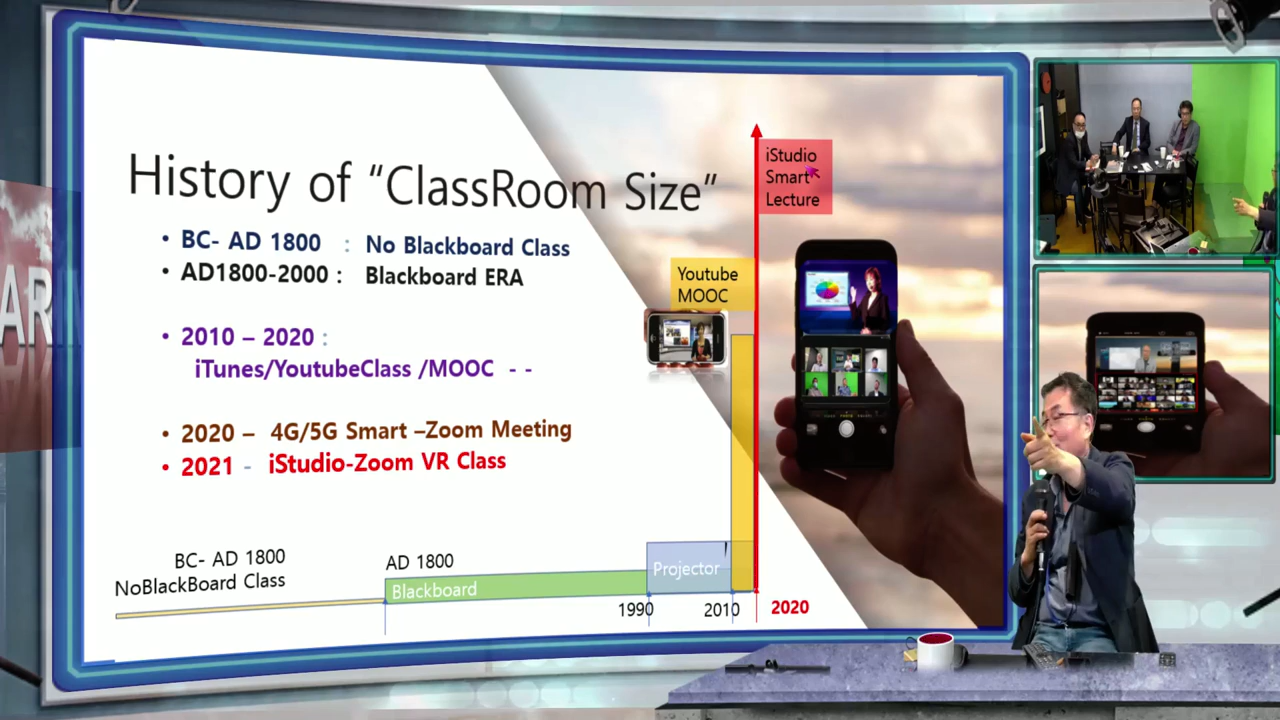 History of “ClassRoom Size”
• BC- AD 1800 : No Blackboard Class
• AD1800-2000 : Blackboard ERA
• 2010 – 2020 :
iTunes/YoutubeClass /MOOC - -
• 2020 – 4G/5G Smart –Zoom Meeting
• 2021 - iStudio-Zoom VR Class
iStudio
Smart
Lecture
Youtube
MOOC
BC- AD 1800
NoBlackBoard Class
AD 1800
Blackboard
Projector
1990
2010
2020
AR